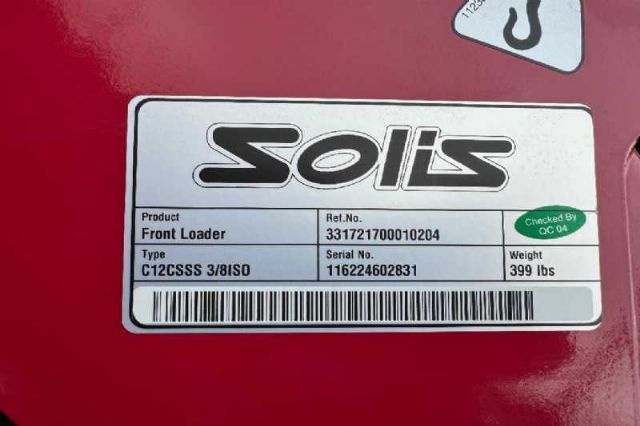 Solis
Product
Front Loader
Ref.No.
331721700010204
Checked By
QC 04
Type
C12CSSS 3/8ISO
Serial No.
116224602831
Weight
399 lbs